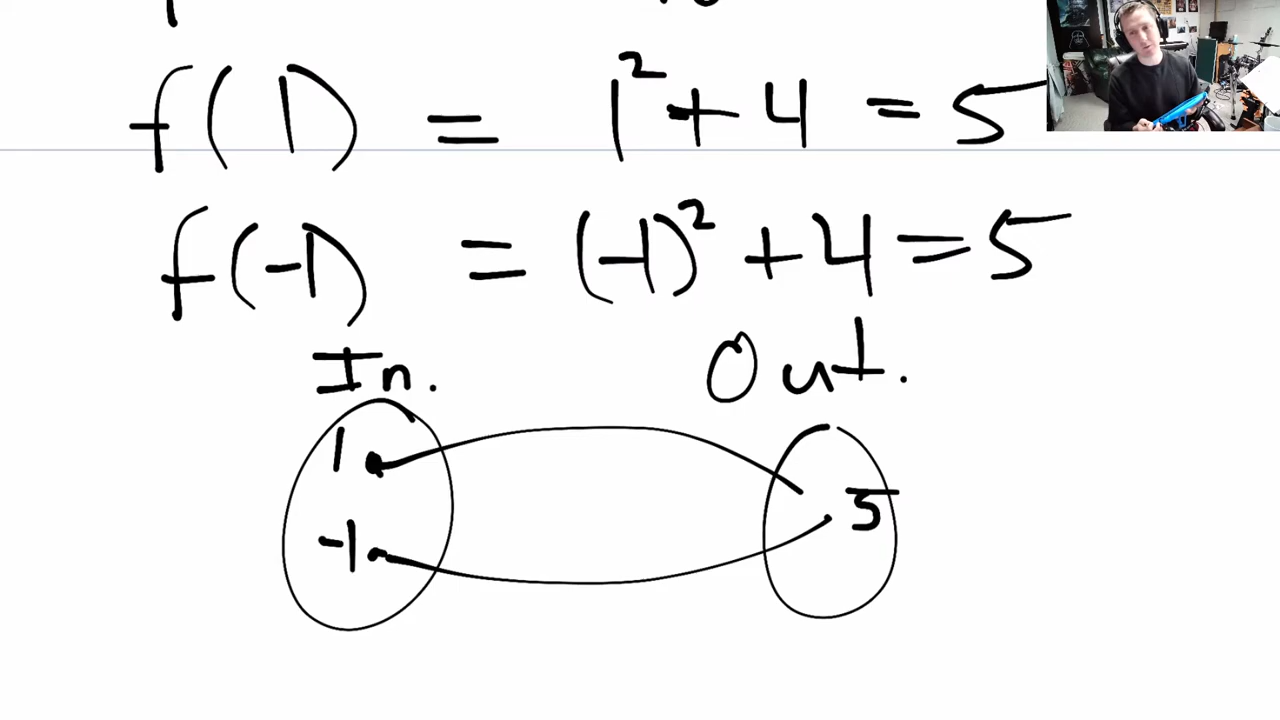 f(1) = 1² + 4 = 5
f(-1) = (-1)² + 4 = 5
In. Out.
1
5
-1